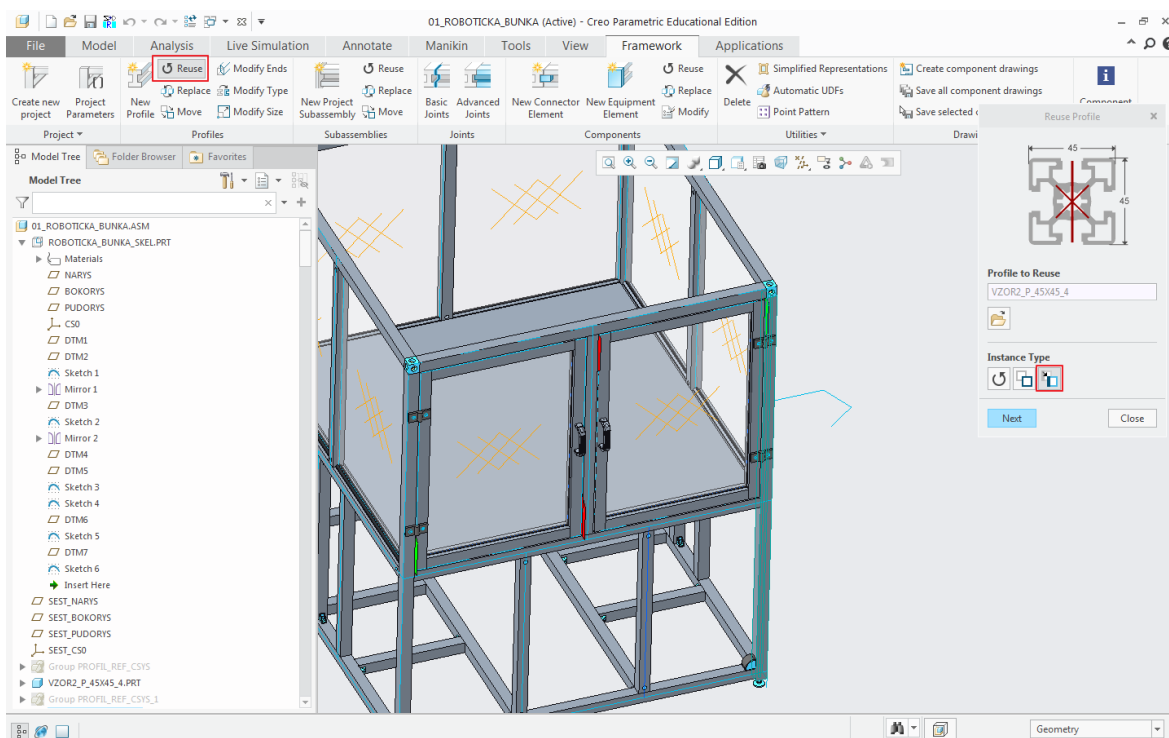 01_ROBOTICKA_BUNKA (Active) - Creo Parametric Educational Edition
File Model Analysis Live Simulation Annotate Manikin Tools View Framework Applications
Create new project
Project Parameters
New Profile
Reuse
Replace
Move
Modify Ends
Modify Type
Modify Size
New Project Subassembly
Reuse
Replace
Move
Basic Joints
Advanced Joints
New Connector Element
New Equipment Element
Reuse
Replace
Modify
Delete
Simplified Representations
Automatic UDFs
Point Pattern
Create component drawings
Save all component drawings
Save selected
Component
Project Profiles Subassemblies Joints Components Utilities
Model Tree Folder Browser Favorites
Model Tree
01_ROBOTICKA_BUNKA.ASM
ROBOTICKA_BUNKA_SKEL.PRT
Materials
NARYS
BOKORYS
PUDORYS
CS0
DTM1
DTM2
Sketch 1
Mirror 1
DTM3
Sketch 2
Mirror 2
DTM4
DTM5
Sketch 3
Sketch 4
DTM6
Sketch 5
DTM7
Sketch 6
Insert Here
SEST_NARYS
SEST_BOKORYS
SEST_PUDORYS
SEST_CS0
Group PROFIL_REF_CSYS
VZOR2_P_45X45_4.PRT
Group PROFIL_REF_CSYS_1
Reuse Profile
45
45
Profile to Reuse
VZOR2_P_45X45_4
Instance Type
Next Close
Geometry